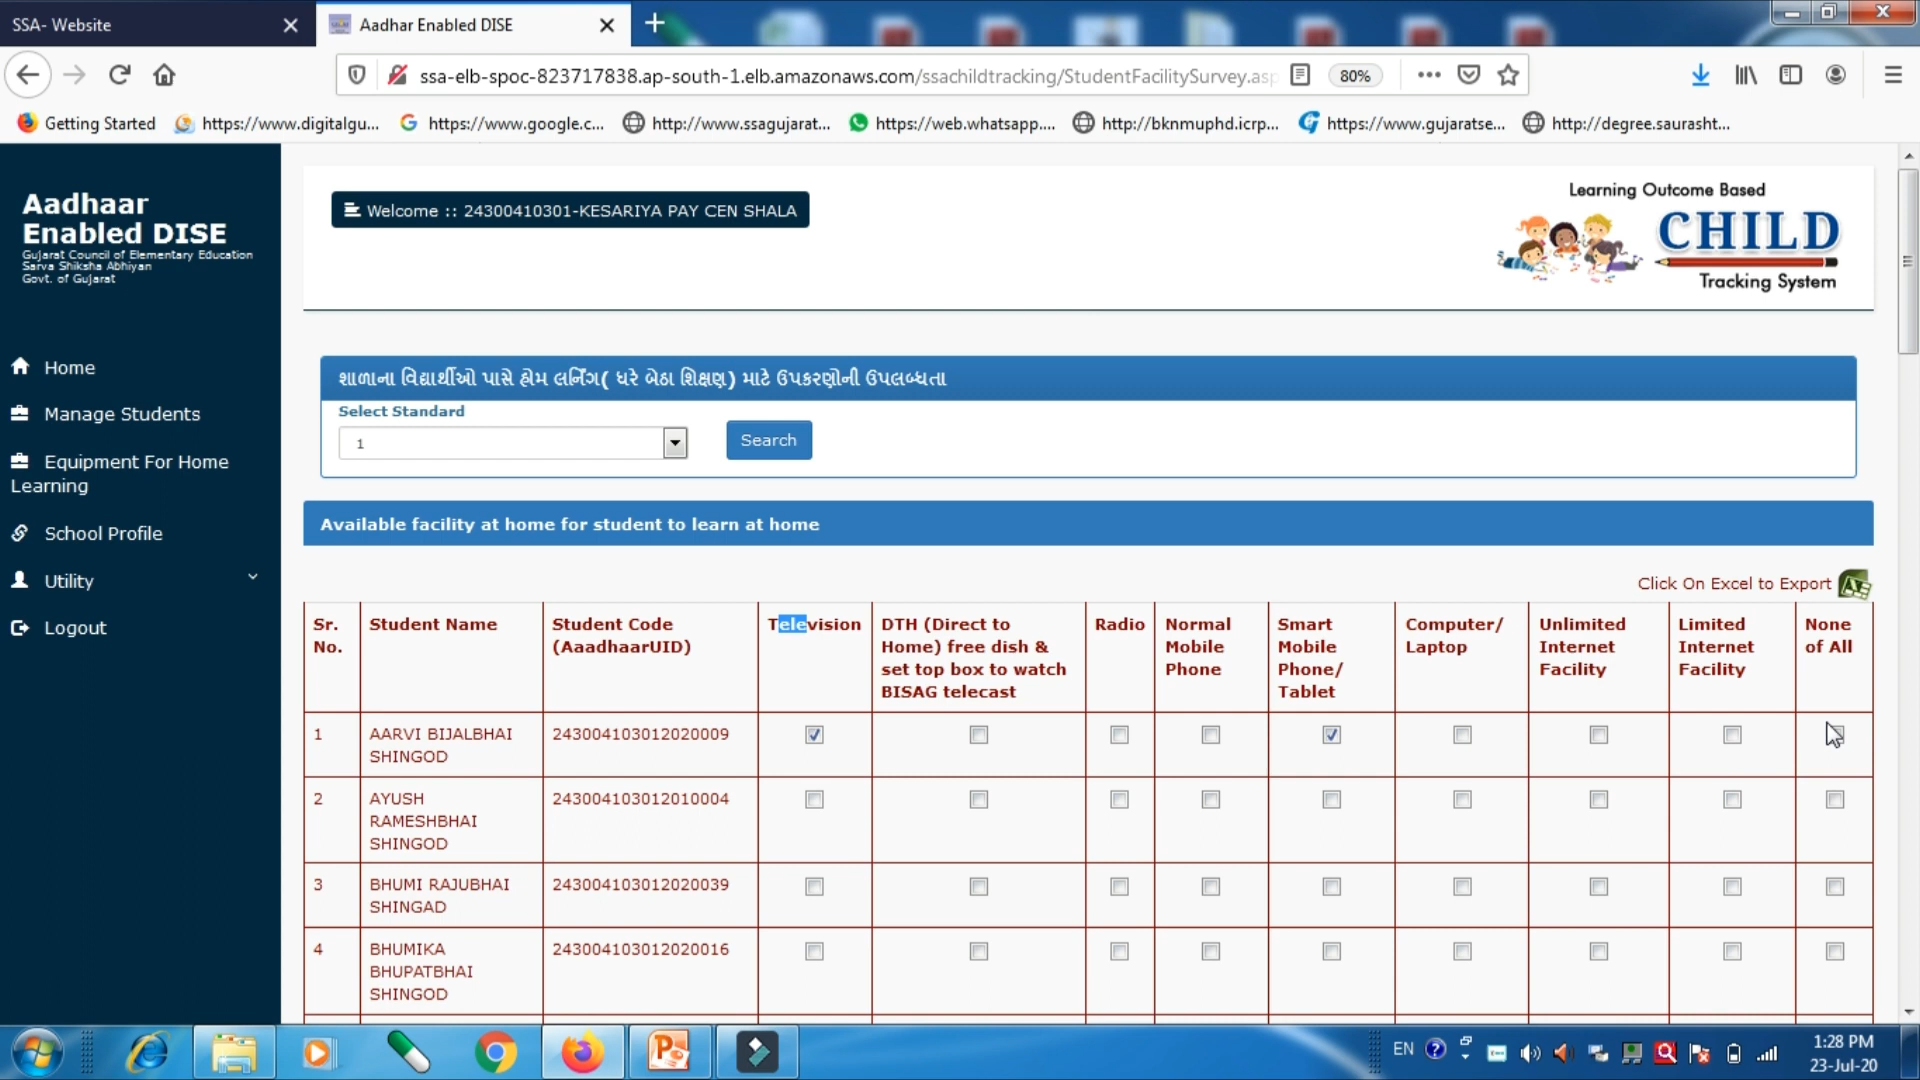 SSA- Website
Aadhar Enabled DISE
ssa-elb-spoc-823717838.ap-south-1.elb.amazonaws.com/ssachildtracking/StudentFacilitySurvey.asp
80%
Getting Started
https://www.digitalgu...
https://www.google.c...
http://www.ssagujarat...
https://web.whatsapp....
http://bknmuphd.icrp...
https://www.gujaratse...
http://degree.saurasht...
Aadhaar
Enabled DISE
Gujarat Council of Elementary Education
Sarva Shiksha Abhiyan
Govt. of Gujarat
Home
Manage Students
Equipment For Home
Learning
School Profile
Utility
Logout
Welcome :: 24300410301-KESARIYA PAY CEN SHALA
Learning Outcome Based
CHILD
Tracking System
શાળાના વિદ્યાર્થીઓ પાસે હોમ લર્નિંગ( ઘરે બેઠા શિક્ષણ) માટે ઉપકરણોની ઉપલબ્ધતા
Select Standard
1
Search
Available facility at home for student to learn at home
Click On Excel to Export
Sr. No.
Student Name
Student Code (AaadhaarUID)
Television
DTH (Direct to Home) free dish & set top box to watch BISAG telecast
Radio
Normal Mobile Phone
Smart Mobile Phone/ Tablet
Computer/ Laptop
Unlimited Internet Facility
Limited Internet Facility
None of All
1
AARVI BIJALBHAI
SHINGOD
243004103012020009
2
AYUSH
RAMESHBHAI
SHINGOD
243004103012010004
3
BHUMI RAJUBHAI
SHINGAD
243004103012020039
4
BHUMIKA
BHUPATBHAI
SHINGOD
243004103012020016
EN
1:28 PM
23-Jul-20